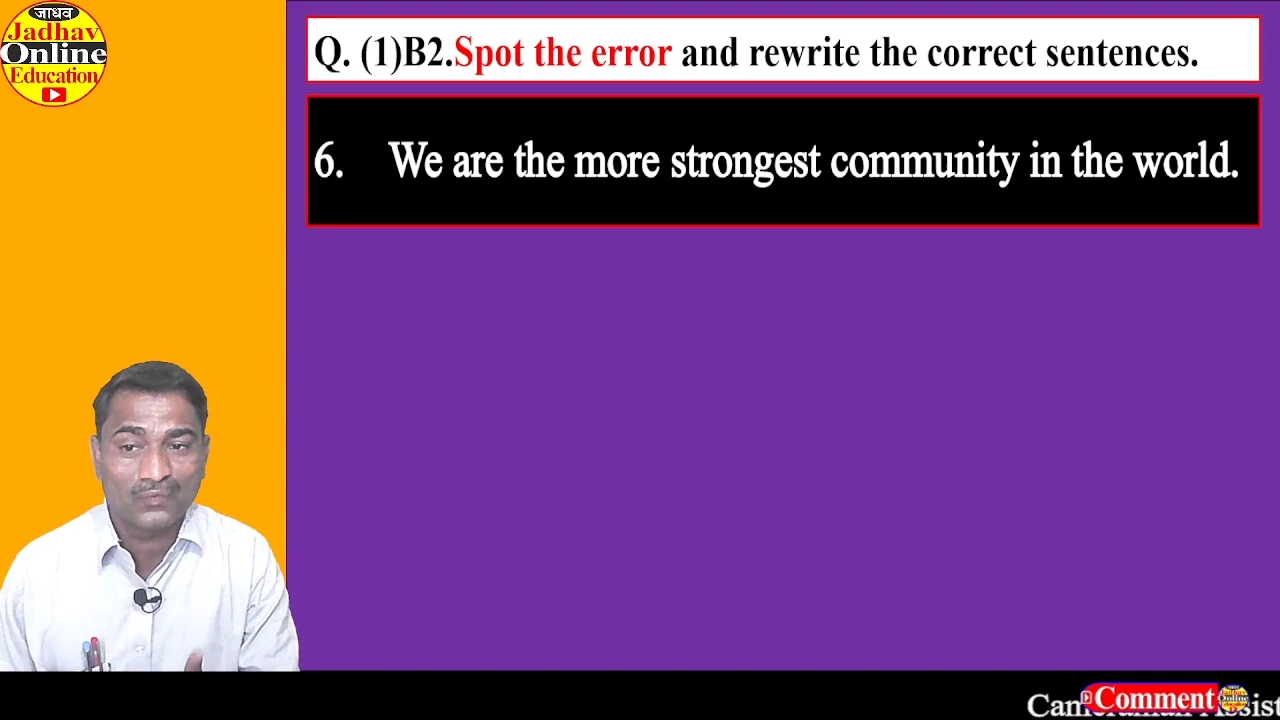 जाधव
Jadhav
Online
Education
Q. (1)B2.Spot the error and rewrite the correct sentences.
6. We are the more strongest community in the world.
Comment